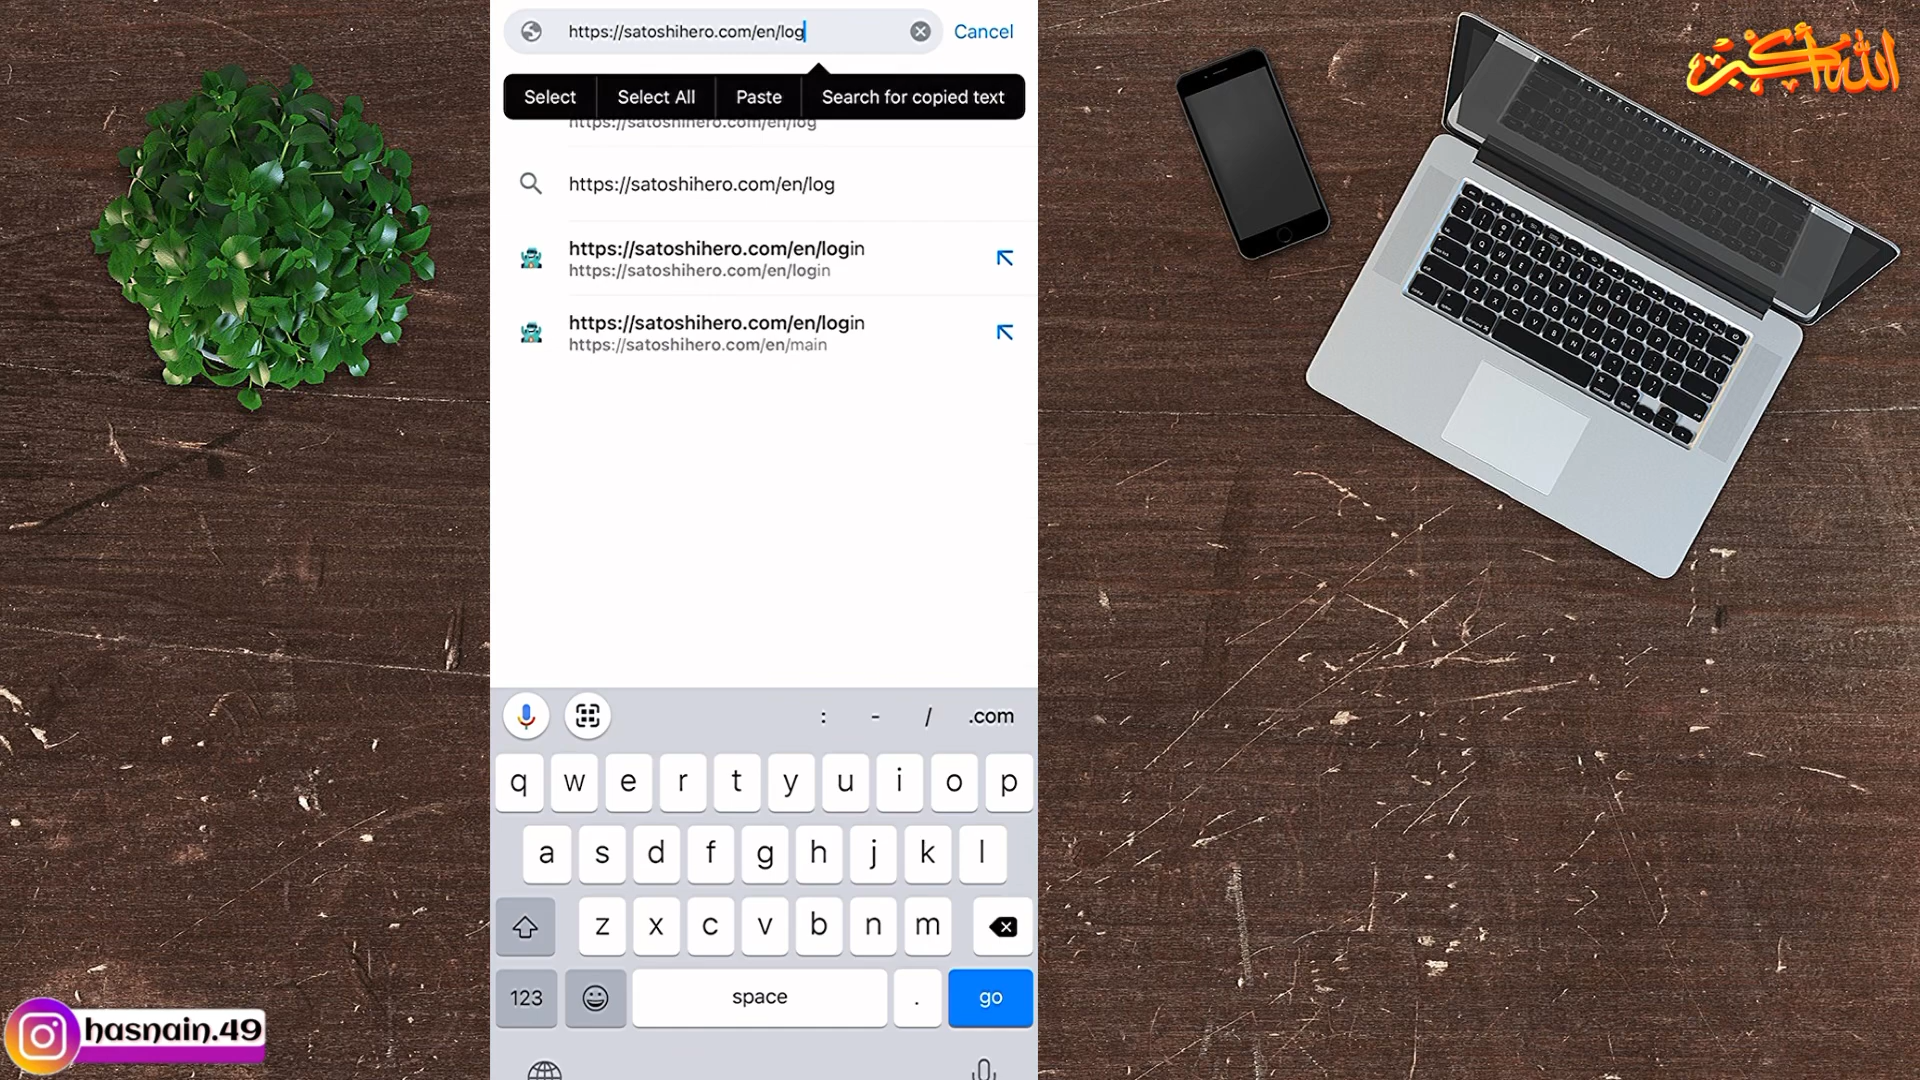 https://satoshihero.com/en/log
Cancel
Select
Select All
Paste
Search for copied text
https://satoshihero.com/en/log
https://satoshihero.com/en/log
https://satoshihero.com/en/login
https://satoshihero.com/en/login
https://satoshihero.com/en/login
https://satoshihero.com/en/main
: - / .com
q w e r t y u i o p
a s d f g h j k l
z x c v b n m
123 space . go
الله أكبر
hasnain.49